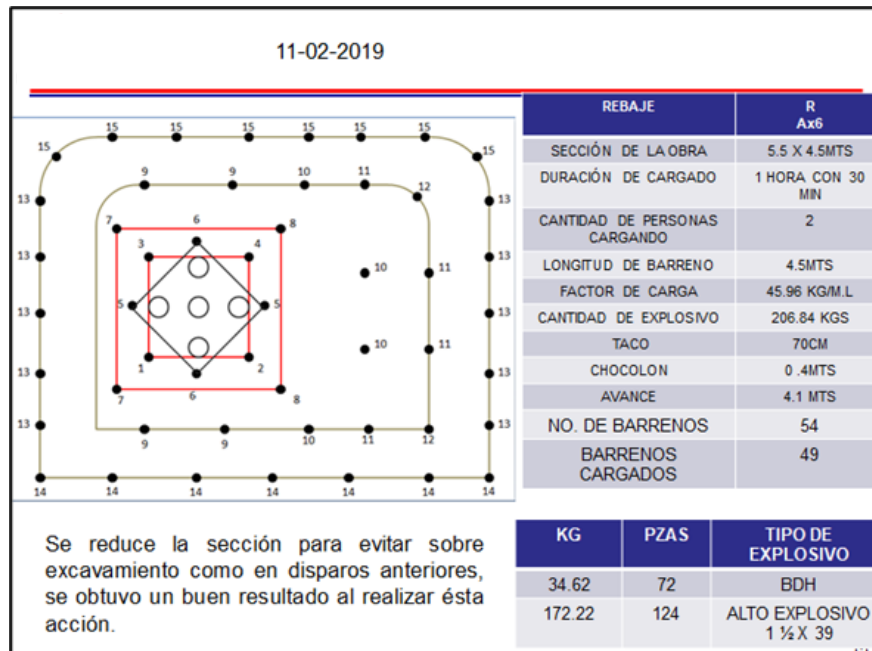 11-02-2019
REBAJE
R
Ax6
SECCIÓN DE LA OBRA
5.5 X 4.5MTS
DURACIÓN DE CARGADO
1 HORA CON 30
MIN
CANTIDAD DE PERSONAS
CARGANDO
2
LONGITUD DE BARRENO
4.5MTS
FACTOR DE CARGA
45.96 KG/M.L
CANTIDAD DE EXPLOSIVO
206.84 KGS
TACO
70CM
CHOCOLON
0 .4MTS
AVANCE
4.1 MTS
NO. DE BARRENOS
54
BARRENOS
CARGADOS
49
15 15 15 15 15 15
15 15
9 9 10 11
12
13 13
7 6 8
3 4
13 10 11 13
5 5
13 13
10 11
13 1 2 13
7 6 8
13 13
9 9 10 11 12
14 14 14 14 14 14 14
Se reduce la sección para evitar sobre
excavamiento como en disparos anteriores,
se obtuvo un buen resultado al realizar ésta
acción.
KG
PZAS
TIPO DE
EXPLOSIVO
34.62
72
BDH
172.22
124
ALTO EXPLOSIVO
1 ½ X 39